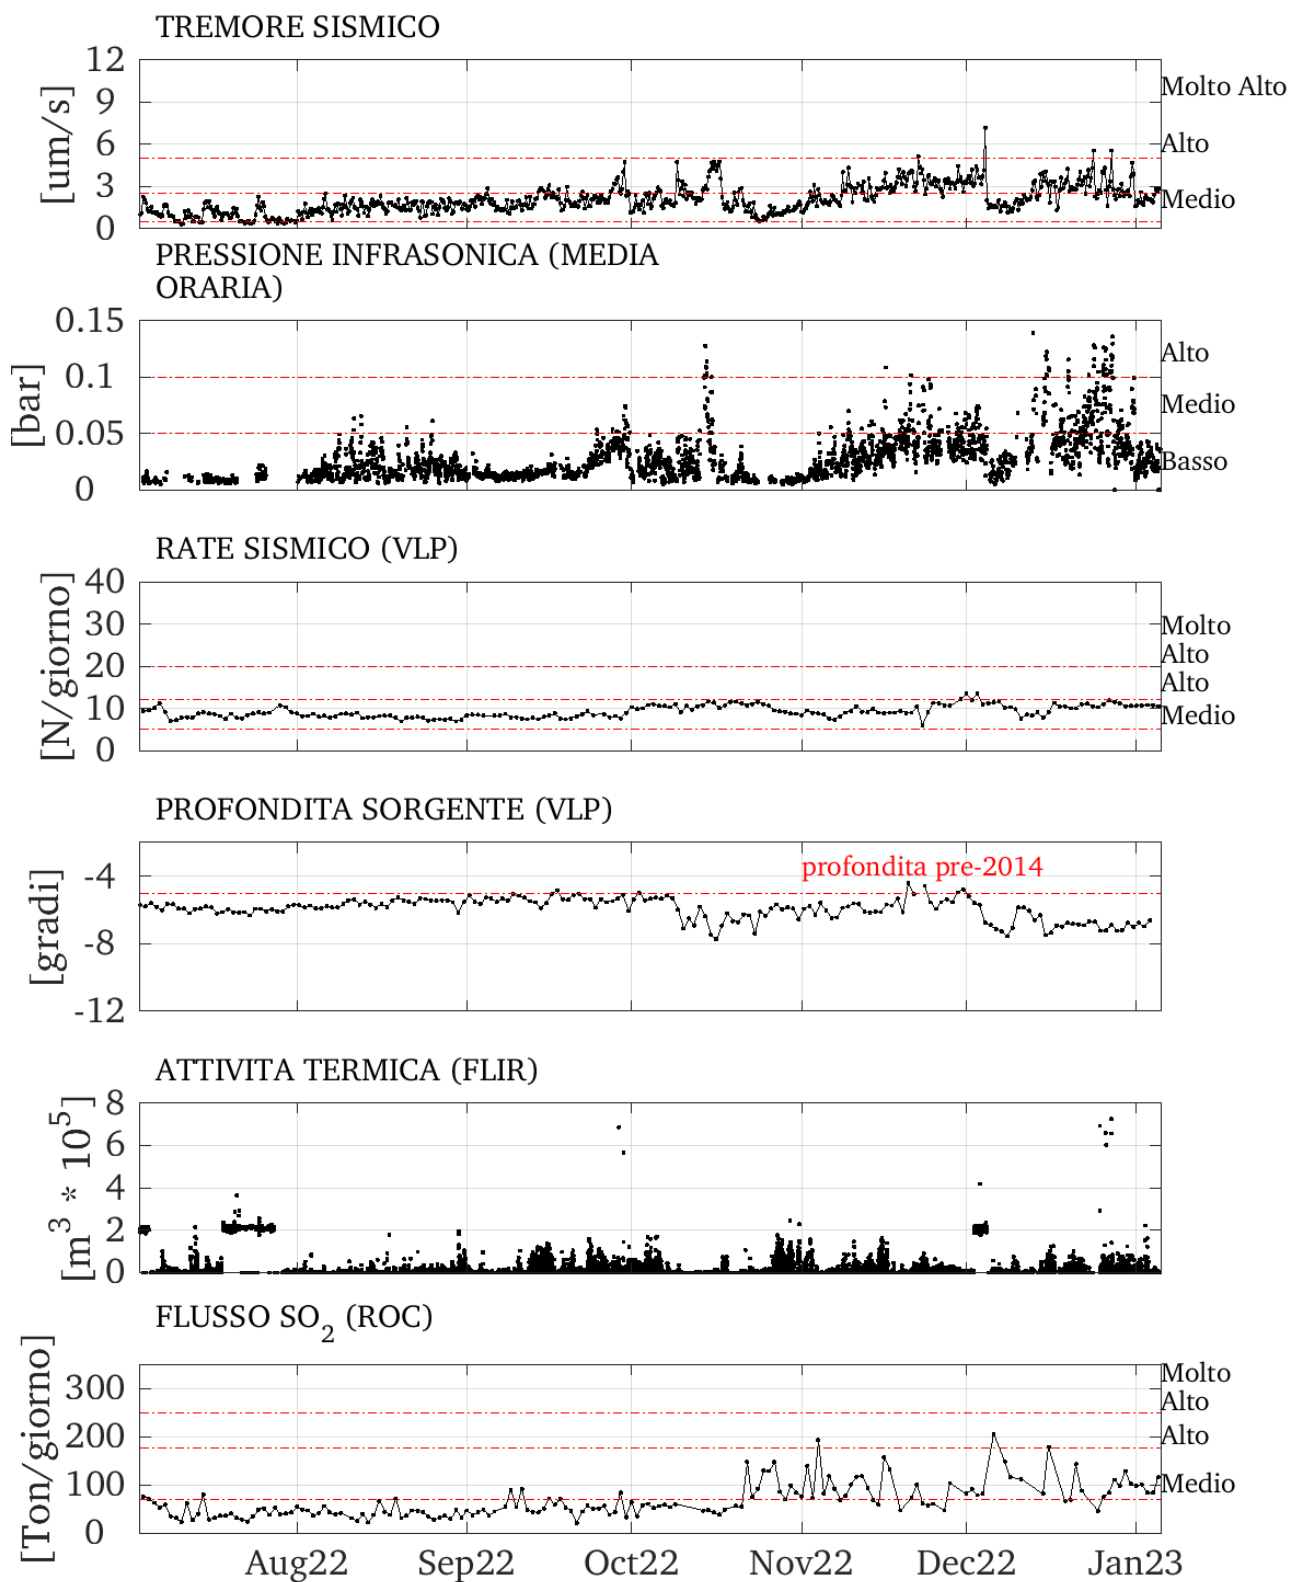 TREMORE SISMICO
12
9
6
3
0
[um/s]
Molto Alto
Alto
Medio
PRESSIONE INFRASONICA (MEDIA
ORARIA)
0.15
0.1
0.05
0
[bar]
Alto
Medio
Basso
RATE SISMICO (VLP)
40
30
20
10
0
[N/giorno]
Molto
Alto
Alto
Medio
PROFONDITA SORGENTE (VLP)
profondita pre-2014
-4
-8
-12
[gradi]
ATTIVITA TERMICA (FLIR)
8
6
4
2
0
[m³ * 10⁵]
FLUSSO SO₂ (ROC)
300
200
100
0
[Ton/giorno]
Molto
Alto
Alto
Medio
Aug22 Sep22 Oct22 Nov22 Dec22 Jan23